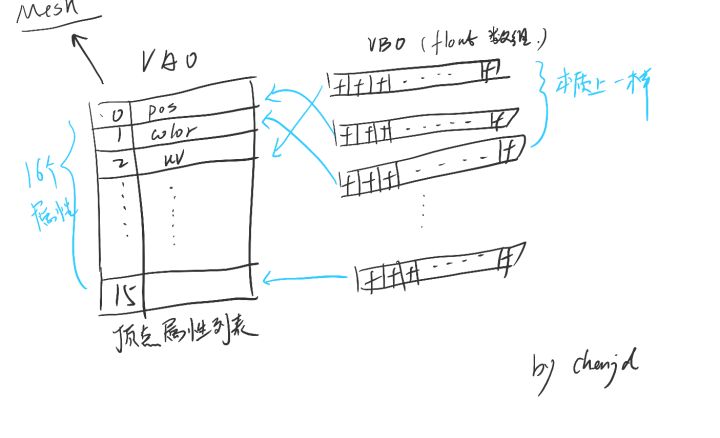 Mesh
VAO
VBO (float 数组.)
0 pos
1 color
2 uv
15
16个
属性
顶点属性列表
f f f f
f f f f
f f f f
f f f f
本质上一样
by chenjd